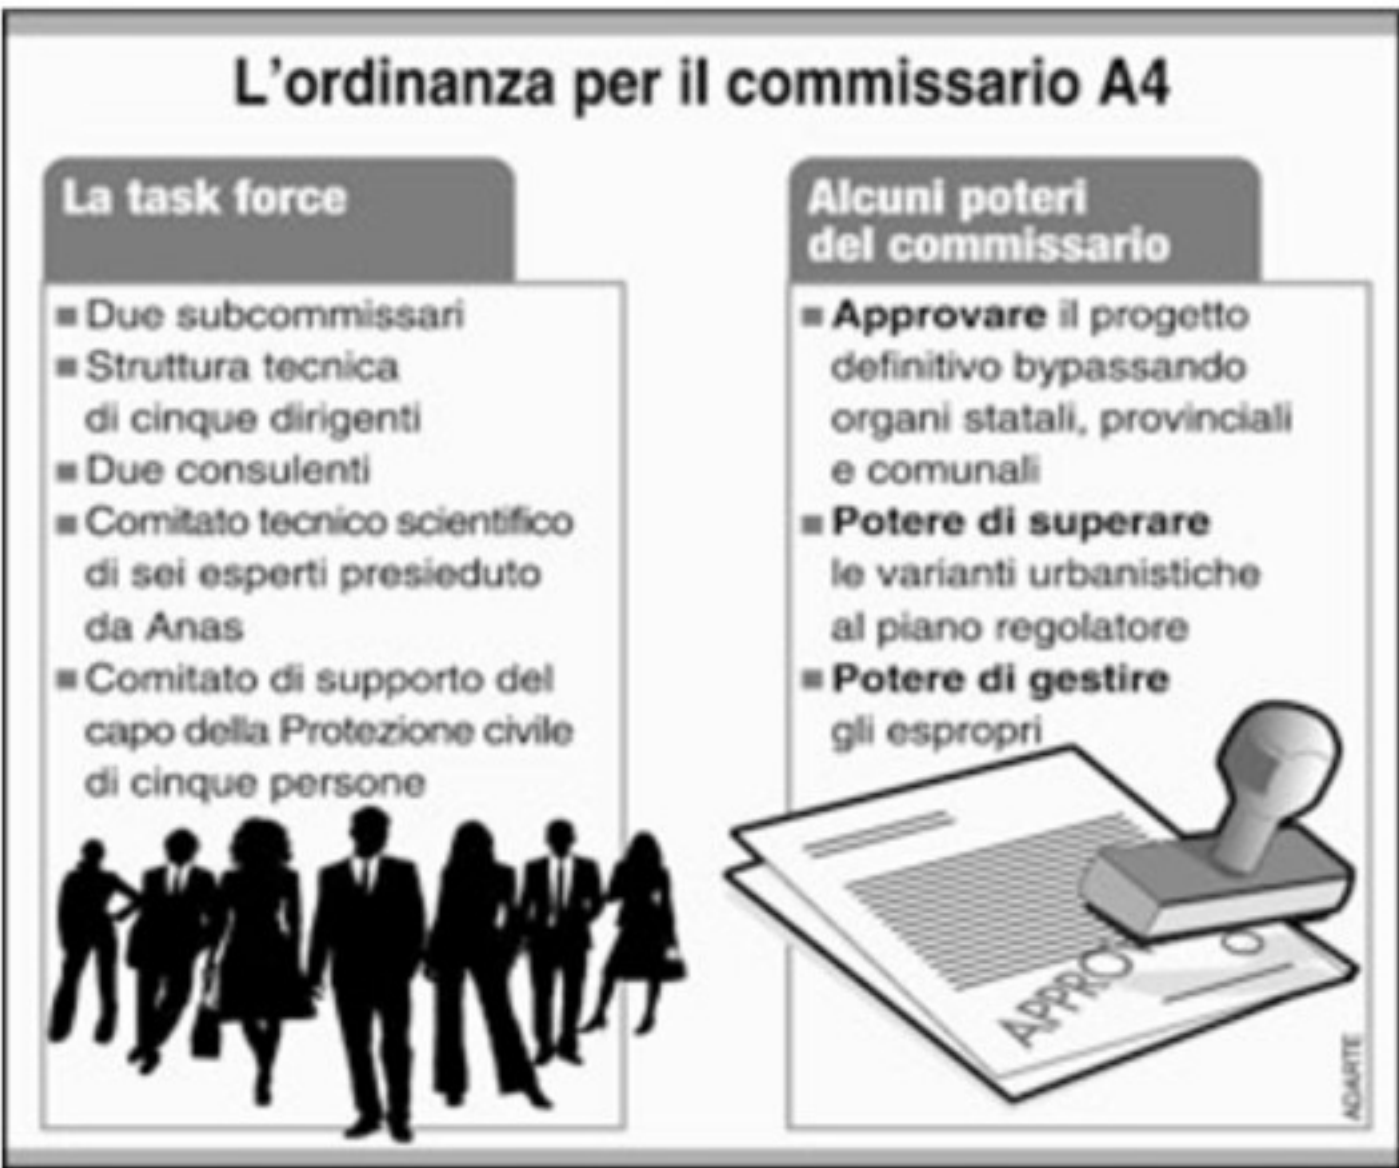 L'ordinanza per il commissario A4
La task force
■ Due subcommissari
■ Struttura tecnica
di cinque dirigenti
■ Due consulenti
■ Comitato tecnico scientifico
di sei esperti presieduto
da Anas
■ Comitato di supporto del
capo della Protezione civile
di cinque persone
Alcuni poteri
del commissario
■ Approvare il progetto
definitivo bypassando
organi statali, provinciali
e comunali
■ Potere di superare
le varianti urbanistiche
al piano regolatore
■ Potere di gestire
gli espropri
APPROV O
ADARTE